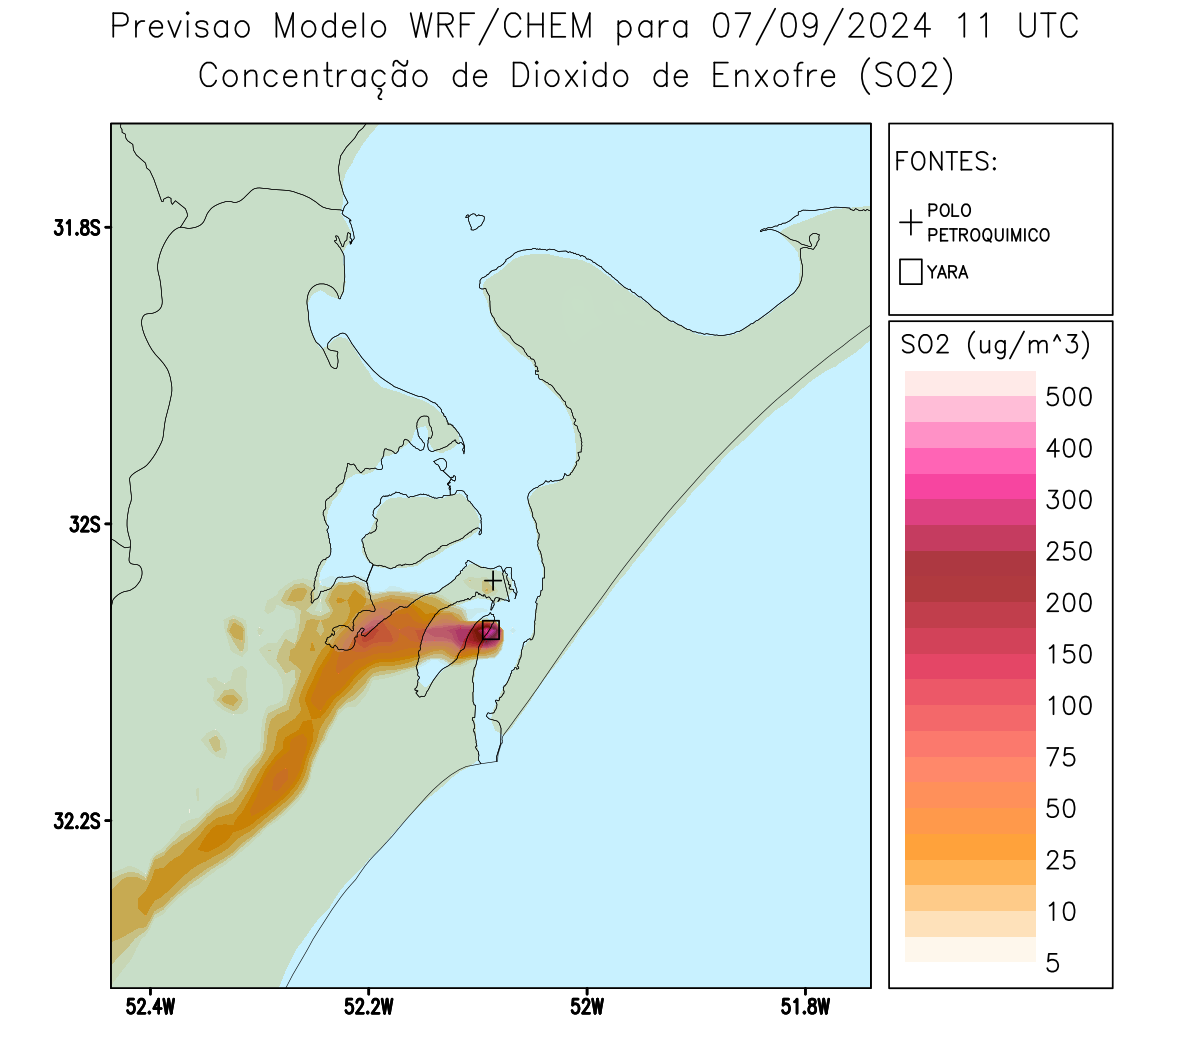 Previsao Modelo WRF/CHEM para 07/09/2024 11 UTC
Concentração de Dioxido de Enxofre (SO2)
FONTES:
POLO
PETROQUIMICO
YARA
SO2 (ug/m^3)
500
400
300
250
200
150
100
75
50
25
10
5
31.8S
32S
32.2S
52.4W
52.2W
52W
51.8W